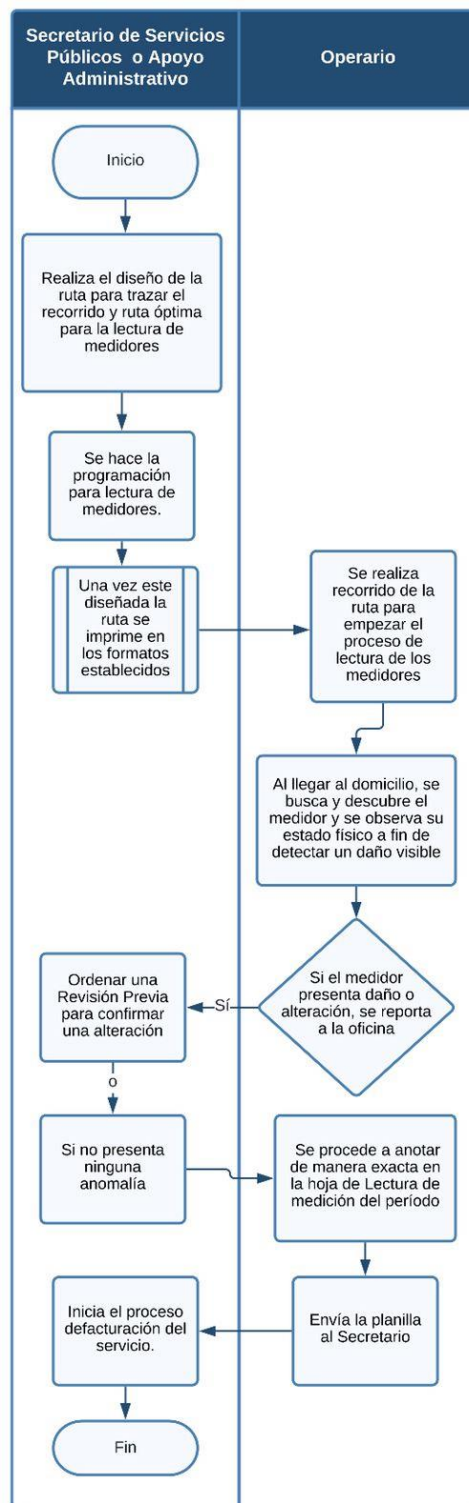 Secretario de Servicios
Públicos o Apoyo
Administrativo
Operario
Inicio
Realiza el diseño de la
ruta para trazar el
recorrido y ruta óptima
para la lectura de
medidores
Se hace la
programación
para lectura de
medidores.
Una vez este
diseñada la
ruta se
imprime en
los formatos
establecidos
Se realiza
recorrido de la
ruta para
empezar el
proceso de
lectura de los
medidores
Al llegar al domicilio, se
busca y descubre el
medidor y se observa su
estado físico a fin de
detectar un daño visible
Si el medidor
presenta daño o
alteración, se reporta
a la oficina
Sí
Ordenar una
Revisión Previa
para confirmar
una alteración
o
Si no presenta
ninguna
anomalía
Se procede a anotar
de manera exacta en
la hoja de Lectura de
medición del período
Envía la planilla
al Secretario
Inicia el proceso
defacturación del
servicio.
Fin